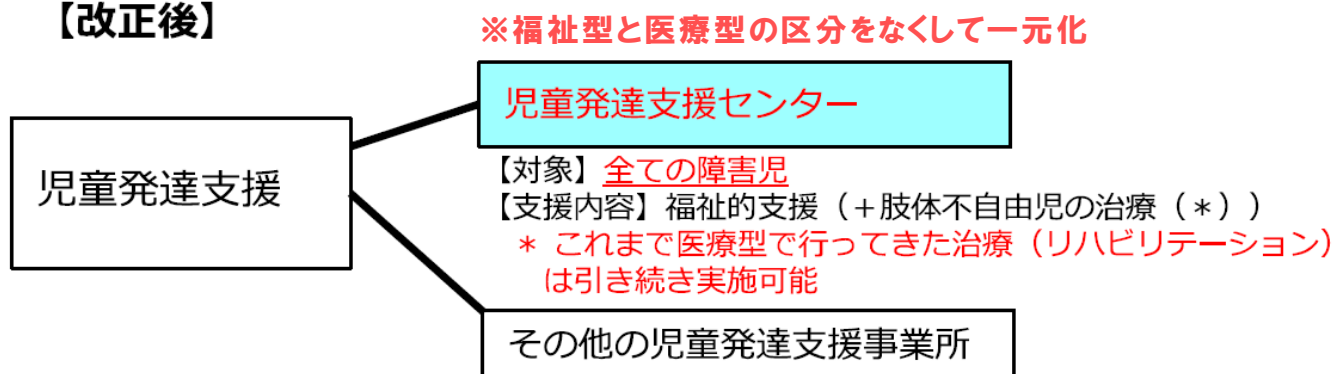 【改正後】
※福祉型と医療型の区分をなくして一元化
児童発達支援センター
児童発達支援
【対象】全ての障害児
【支援内容】福祉的支援（＋肢体不自由児の治療（＊））
＊ これまで医療型で行ってきた治療（リハビリテーション）
は引き続き実施可能
その他の児童発達支援事業所